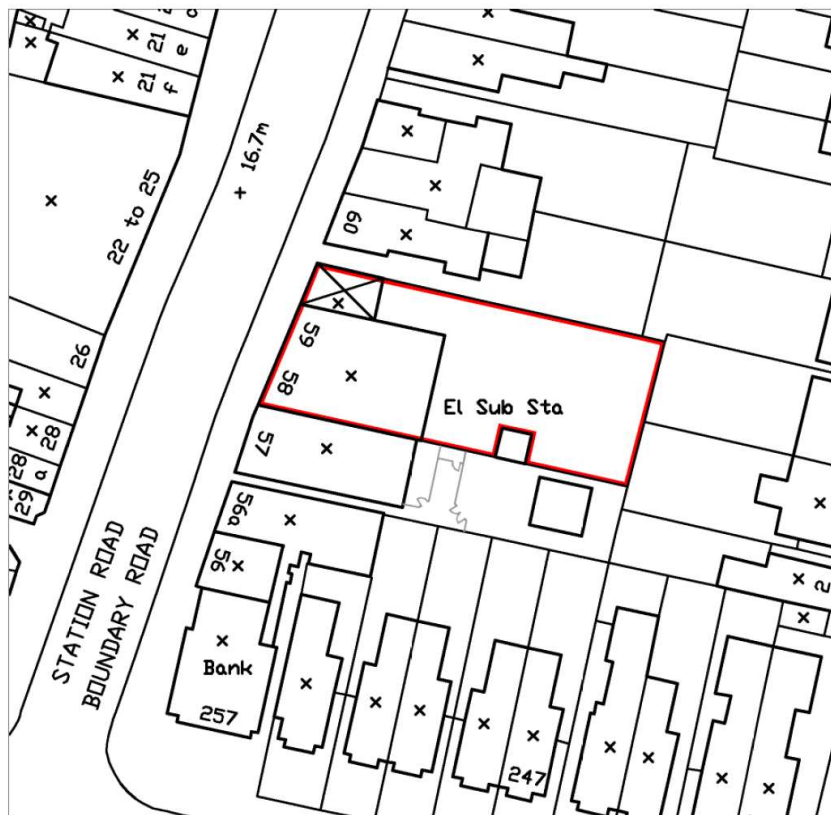 21
e
21
f
22 to 25
+ 16.7m
60
26
59
58
El Sub Sta
57
28
28
a
29
56a
56
STATION ROAD
BOUNDARY ROAD
Bank
257
247